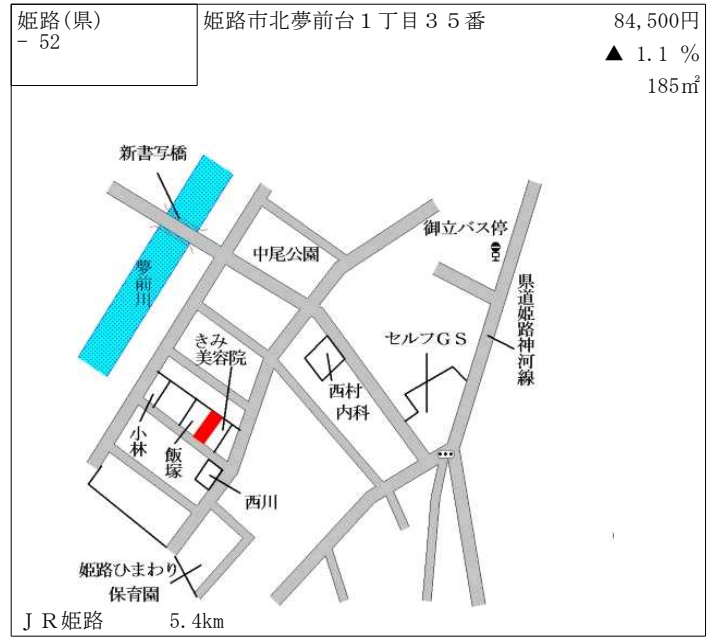 姫路(県)
- 52
姫路市北夢前台１丁目３５番
84,500円
▲ 1.1 %
185㎡
新書写橋
夢前川
中尾公園
御立バス停
県道姫路神河線
セルフＧＳ
きみ
美容院
西村
内科
小林
飯塚
西川
姫路ひまわり
保育園
ＪＲ姫路 5.4km